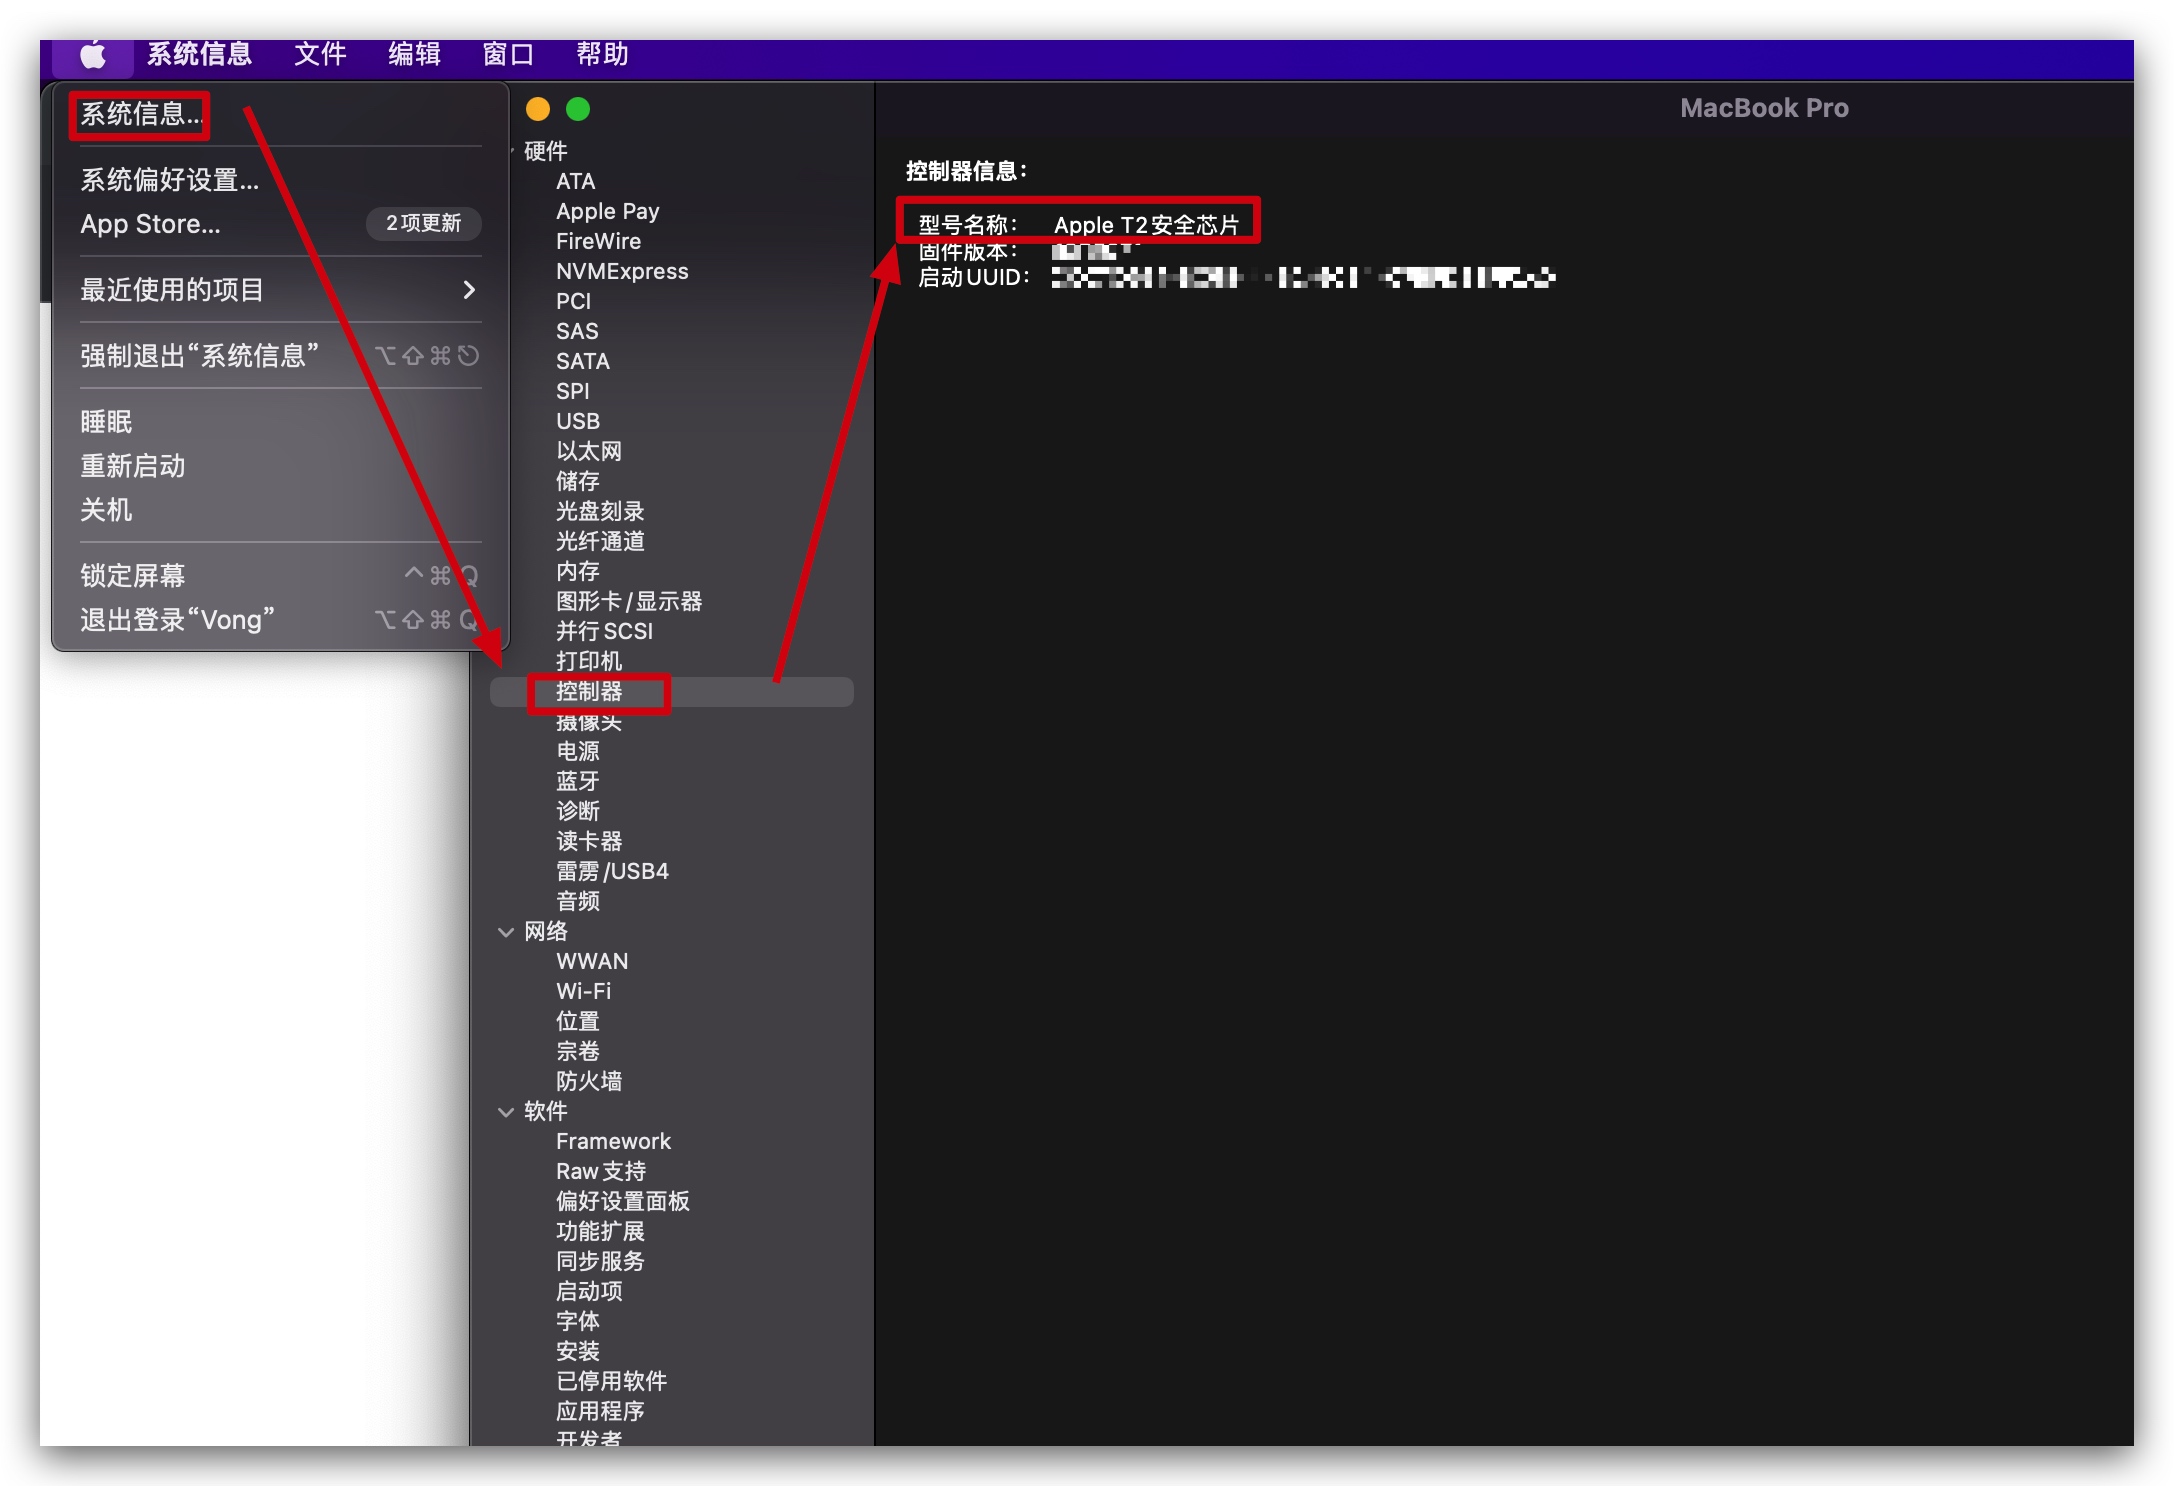 系统信息 文件 编辑 窗口 帮助
系统信息...
系统偏好设置...
App Store... 2项更新
最近使用的项目
强制退出“系统信息” ⌥⇧⌘⎋
睡眠
重新启动
关机
锁定屏幕 ^⌘Q
退出登录“Vong” ⌥⇧⌘Q
硬件
ATA
Apple Pay
FireWire
NVMExpress
PCI
SAS
SATA
SPI
USB
以太网
储存
光盘刻录
光纤通道
内存
图形卡/显示器
并行SCSI
打印机
控制器
摄像头
电源
蓝牙
诊断
读卡器
雷雳/USB4
音频
网络
WWAN
Wi-Fi
位置
宗卷
防火墙
软件
Framework
Raw支持
偏好设置面板
功能扩展
同步服务
启动项
字体
安装
已停用软件
应用程序
开发者
MacBook Pro
控制器信息：
型号名称： Apple T2安全芯片
固件版本：
启动UUID：